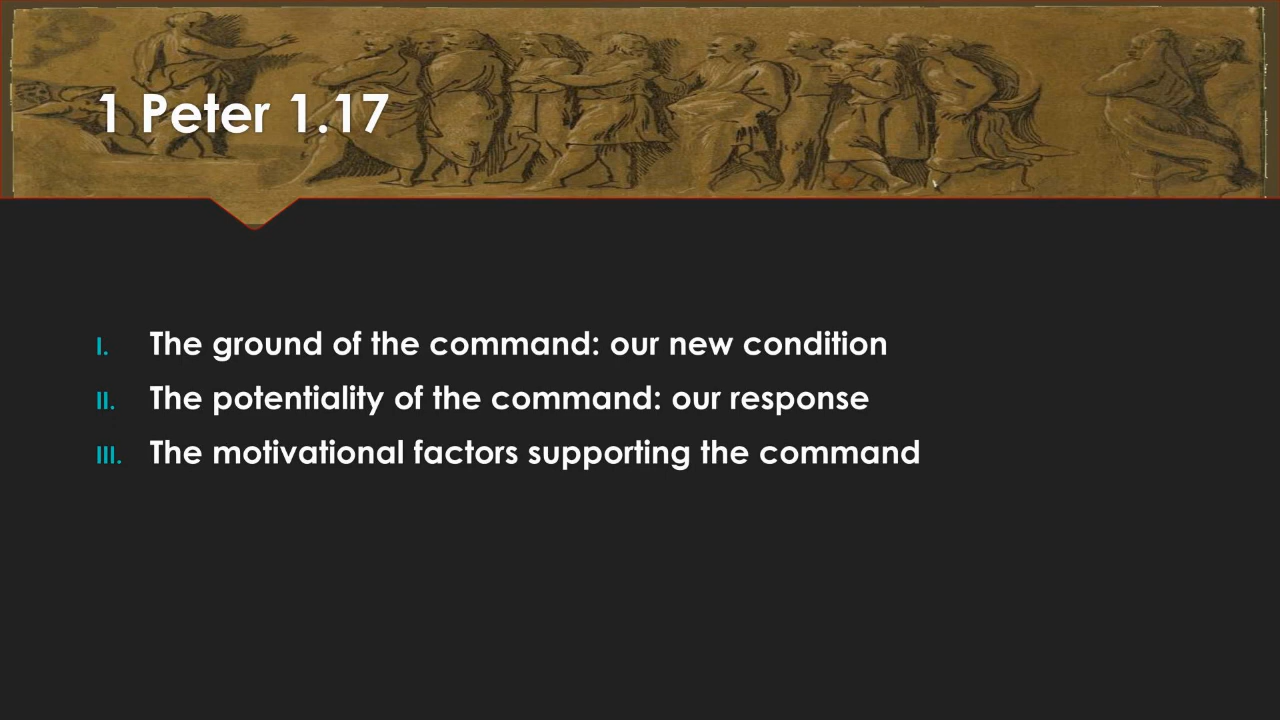 1 Peter 1.17
I. The ground of the command: our new condition
II. The potentiality of the command: our response
III. The motivational factors supporting the command